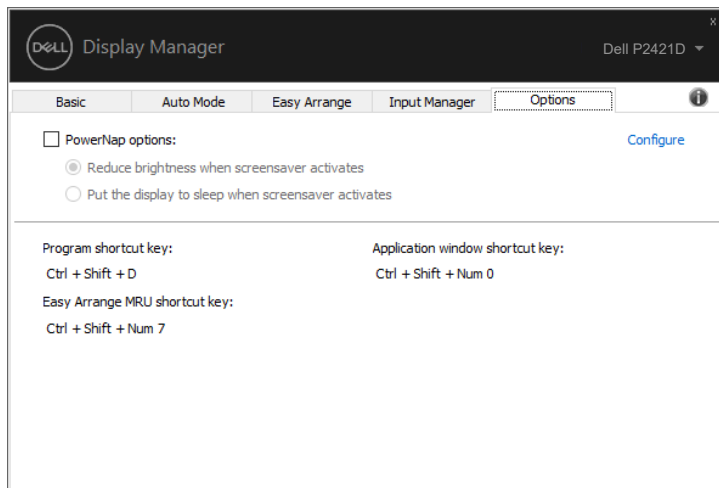 x
DELL Display Manager
Dell P2421D
Basic Auto Mode Easy Arrange Input Manager Options
PowerNap options:
Configure
Reduce brightness when screensaver activates
Put the display to sleep when screensaver activates
Program shortcut key:
Application window shortcut key:
Ctrl + Shift + D
Ctrl + Shift + Num 0
Easy Arrange MRU shortcut key:
Ctrl + Shift + Num 7